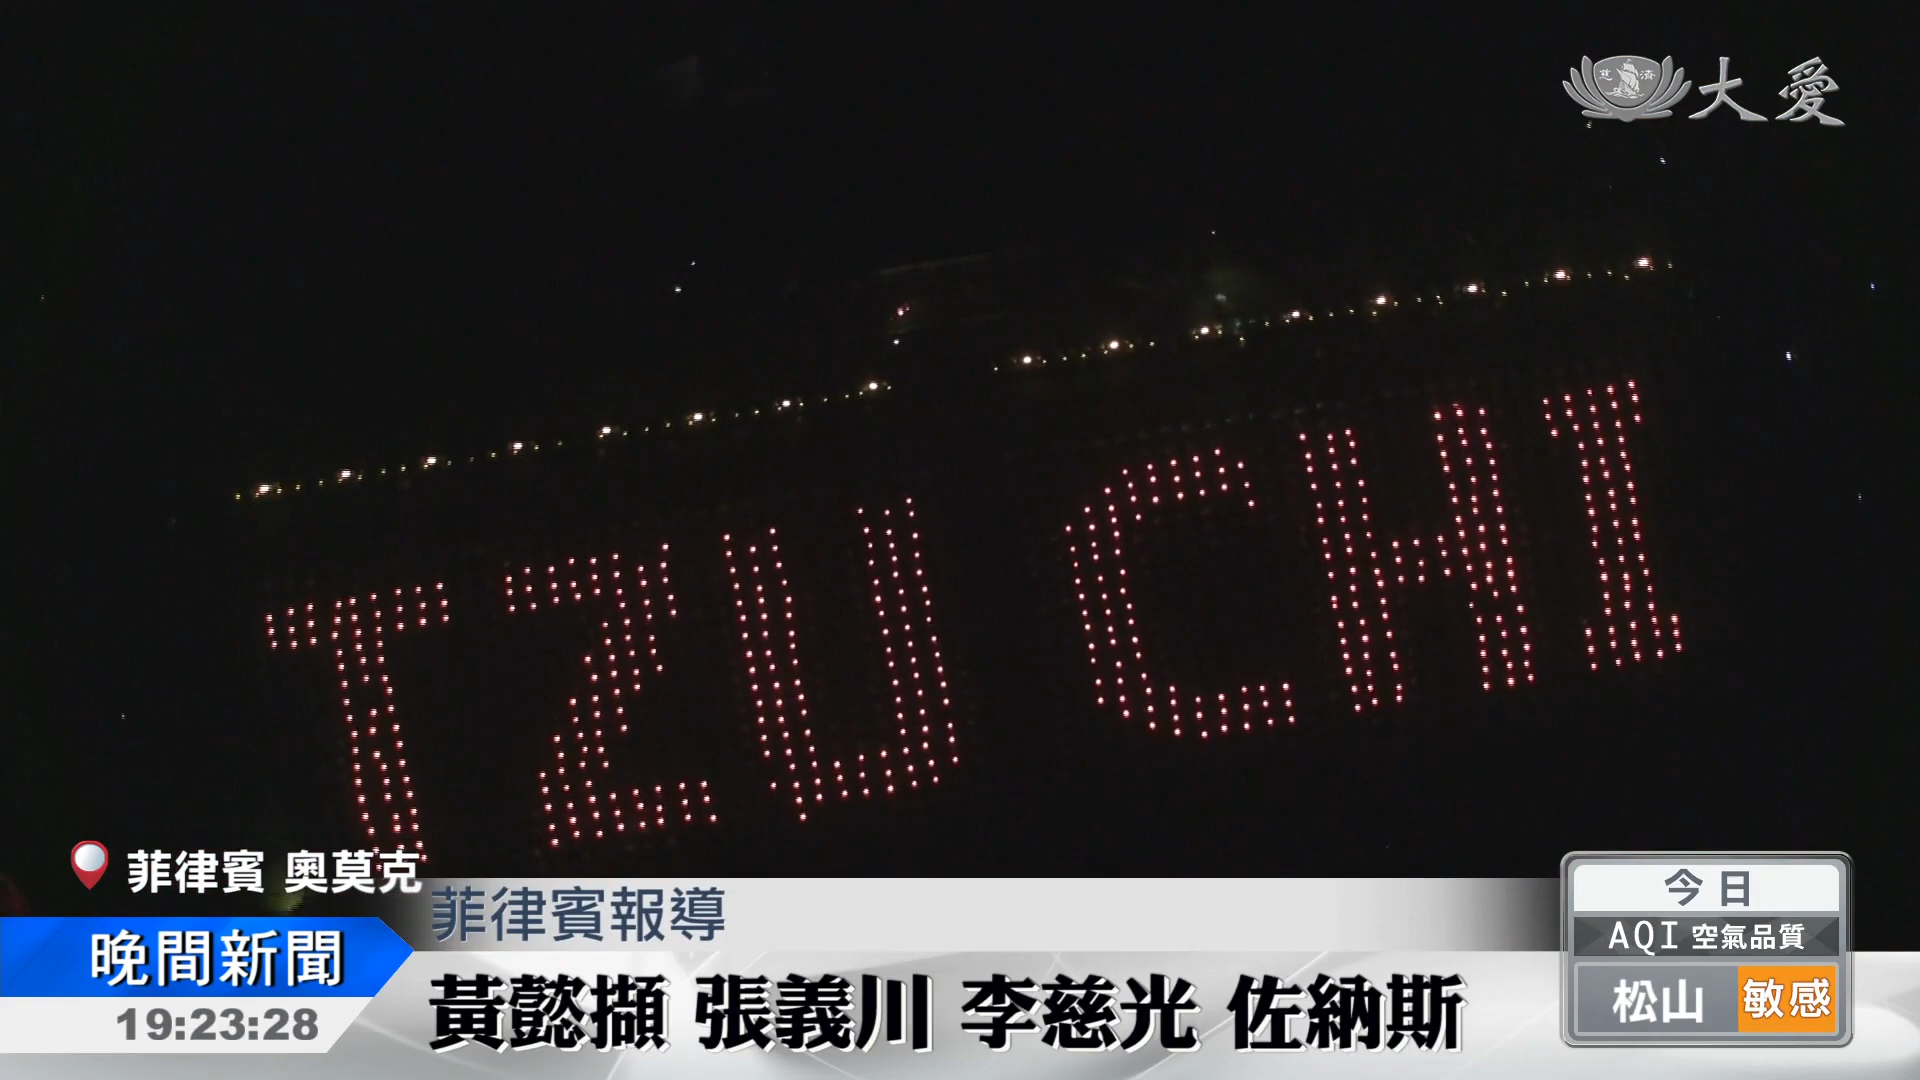 慈濟
大愛
TZU CHI
菲律賓 奧莫克
菲律賓報導
晚間新聞
黃懿擷 張義川 李慈光 佐納斯
19:23:28
今日
AQI 空氣品質
松山 敏感